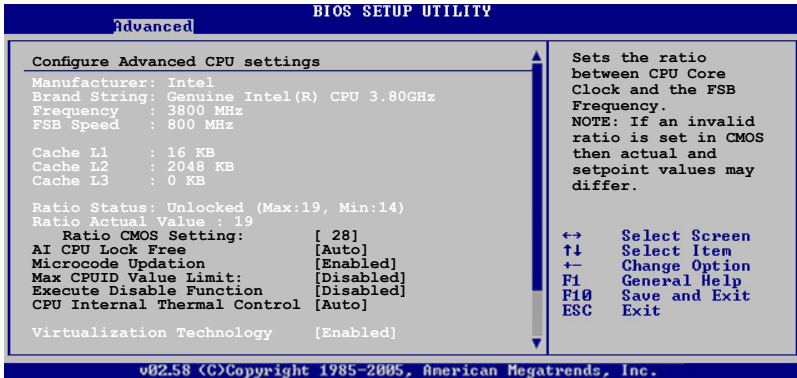 BIOS SETUP UTILITY
Advanced
Configure Advanced CPU settings
Manufacturer: Intel
Brand String: Genuine Intel(R) CPU 3.80GHz
Frequency : 3800 MHz
FSB Speed : 800 MHz
Cache L1 : 16 KB
Cache L2 : 2048 KB
Cache L3 : 0 KB
Ratio Status: Unlocked (Max:19, Min:14)
Ratio Actual Value : 19
Ratio CMOS Setting: [ 28]
AI CPU Lock Free [Auto]
Microcode Updation [Enabled]
Max CPUID Value Limit: [Disabled]
Execute Disable Function [Disabled]
CPU Internal Thermal Control [Auto]
Virtualization Technology [Enabled]
Sets the ratio
between CPU Core
Clock and the FSB
Frequency.
NOTE: If an invalid
ratio is set in CMOS
then actual and
setpoint values may
differ.
↔ Select Screen
↑↓ Select Item
+- Change Option
F1 General Help
F10 Save and Exit
ESC Exit
v02.58 (C)Copyright 1985-2005, American Megatrends, Inc.